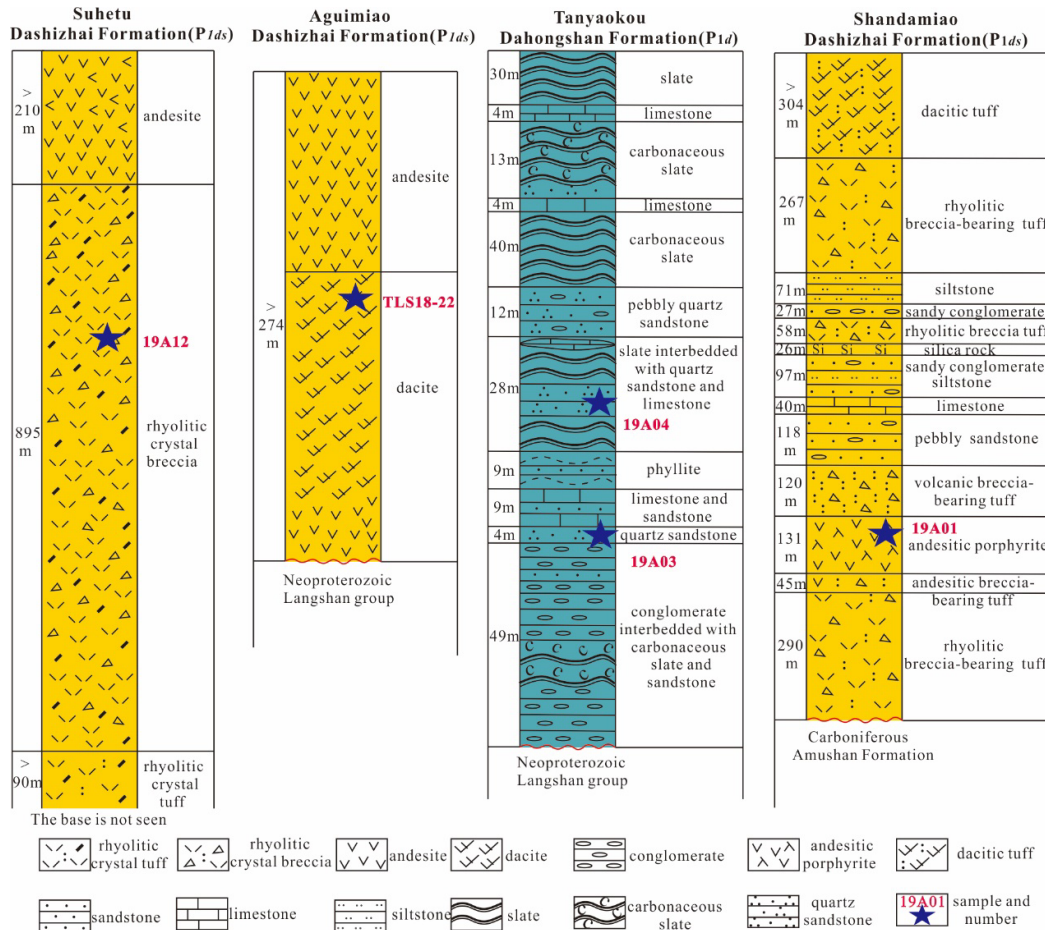 Suhetu
Dashizhai Formation(P1ds)
>
210
m
andesite
895
m
19A12
rhyolitic
crystal
breccia
>
90m
rhyolitic
crystal
tuff
The base is not seen
Aguimiao
Dashizhai Formation(P1ds)
andesite
>
274
m
TLS18-22
dacite
Neoproterozoic
Langshan group
Tanyaokou
Dahongshan Formation(P1d)
30m
slate
4m
limestone
13m
carbonaceous
slate
4m
limestone
40m
carbonaceous
slate
12m
pebbly quartz
sandstone
28m
slate interbedded
with quartz
sandstone and
limestone
19A04
9m
phyllite
9m
limestone and
sandstone
4m
quartz sandstone
19A03
49m
conglomerate
interbedded with
carbonaceous
slate and
sandstone
Neoproterozoic
Langshan group
Shandamiao
Dashizhai Formation(P1ds)
>
304
m
dacitic tuff
267
m
rhyolitic
breccia-bearing tuff
71m
siltstone
27m
sandy conglomerate
58m
rhyolitic breccia tuff
26m
Si Si Si
silica rock
97m
sandy conglomerate
siltstone
40m
limestone
118
m
pebbly sandstone
120
m
volcanic breccia-
bearing tuff
131
m
19A01
andesitic porphyrite
45m
andesitic breccia-
bearing tuff
290
m
rhyolitic
breccia-bearing tuff
Carboniferous
Amushan Formation
rhyolitic
crystal tuff
rhyolitic
crystal breccia
andesite
dacite
conglomerate
andesitic
porphyrite
dacitic tuff
sandstone
limestone
siltstone
slate
carbonaceous
slate
quartz
sandstone
19A01
sample and
number